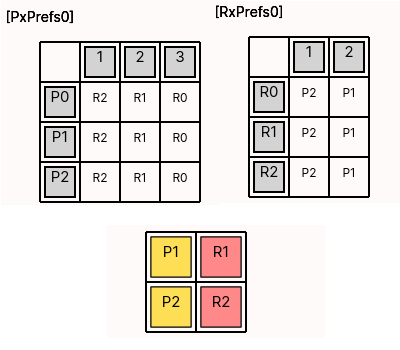 [PxPrefs0]
1 2 3
P0 R2 R1 R0
P1 R2 R1 R0
P2 R2 R1 R0
[RxPrefs0]
1 2
R0 P2 P1
R1 P2 P1
R2 P2 P1
P1 R1
P2 R2